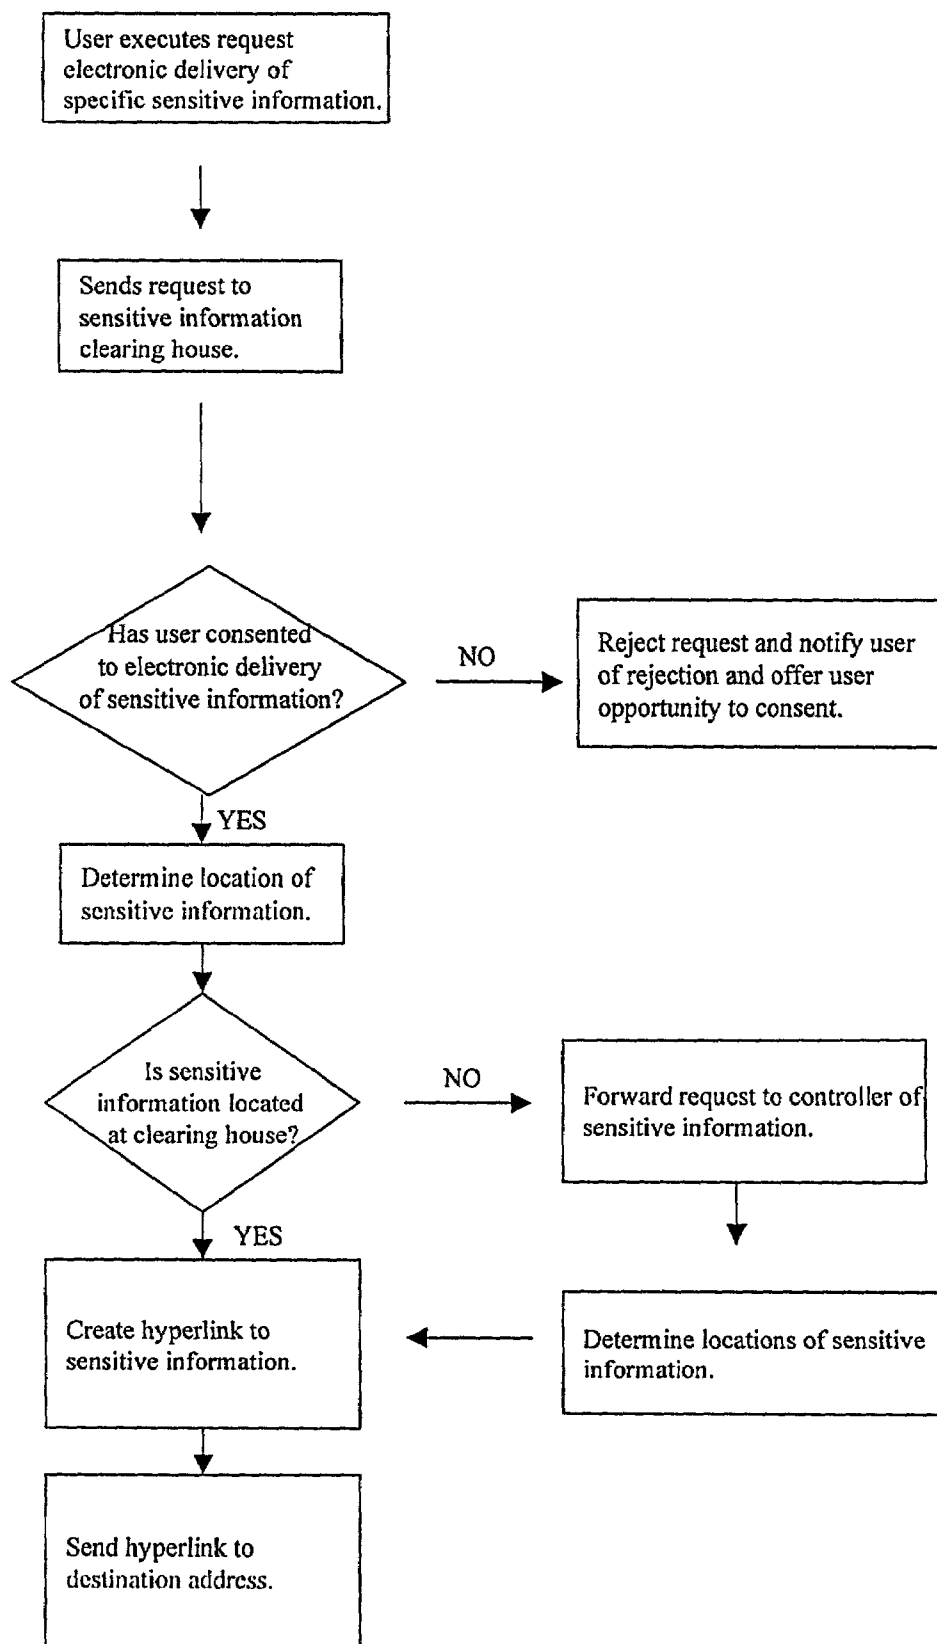 User executes request
electronic delivery of
specific sensitive information.
Sends request to
sensitive information
clearing house.
Has user consented
to electronic delivery
of sensitive information?
NO
Reject request and notify user
of rejection and offer user
opportunity to consent.
YES
Determine location of
sensitive information.
Is sensitive
information located
at clearing house?
NO
Forward request to controller of
sensitive information.
YES
Create hyperlink to
sensitive information.
Determine locations of sensitive
information.
Send hyperlink to
destination address.